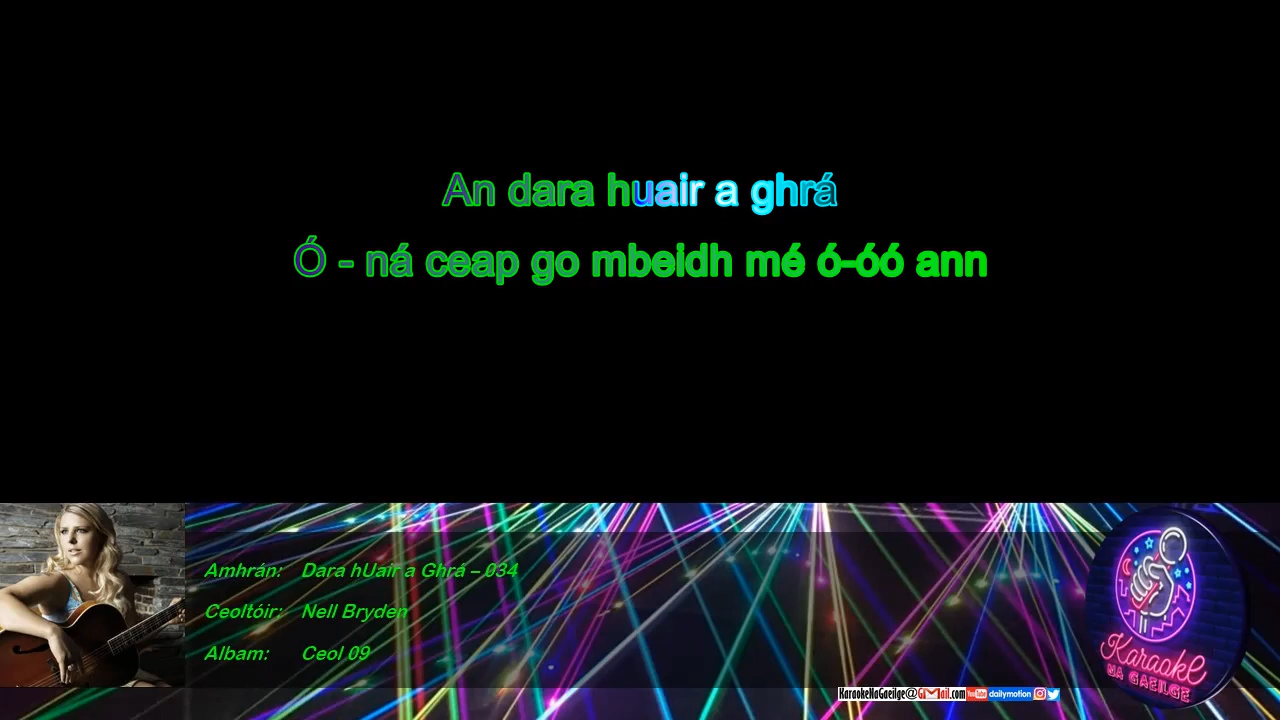 An dara huair a ghrá
Ó - ná ceap go mbeidh mé ó-óó ann
Amhrán: Dara hUair a Ghrá – 034
Ceoltóir: Nell Bryden
Albam: Ceol 09
Karaoke
NA GAEILGE
KaraokeNaGaeilge@GMail.com YouTube dailymotion